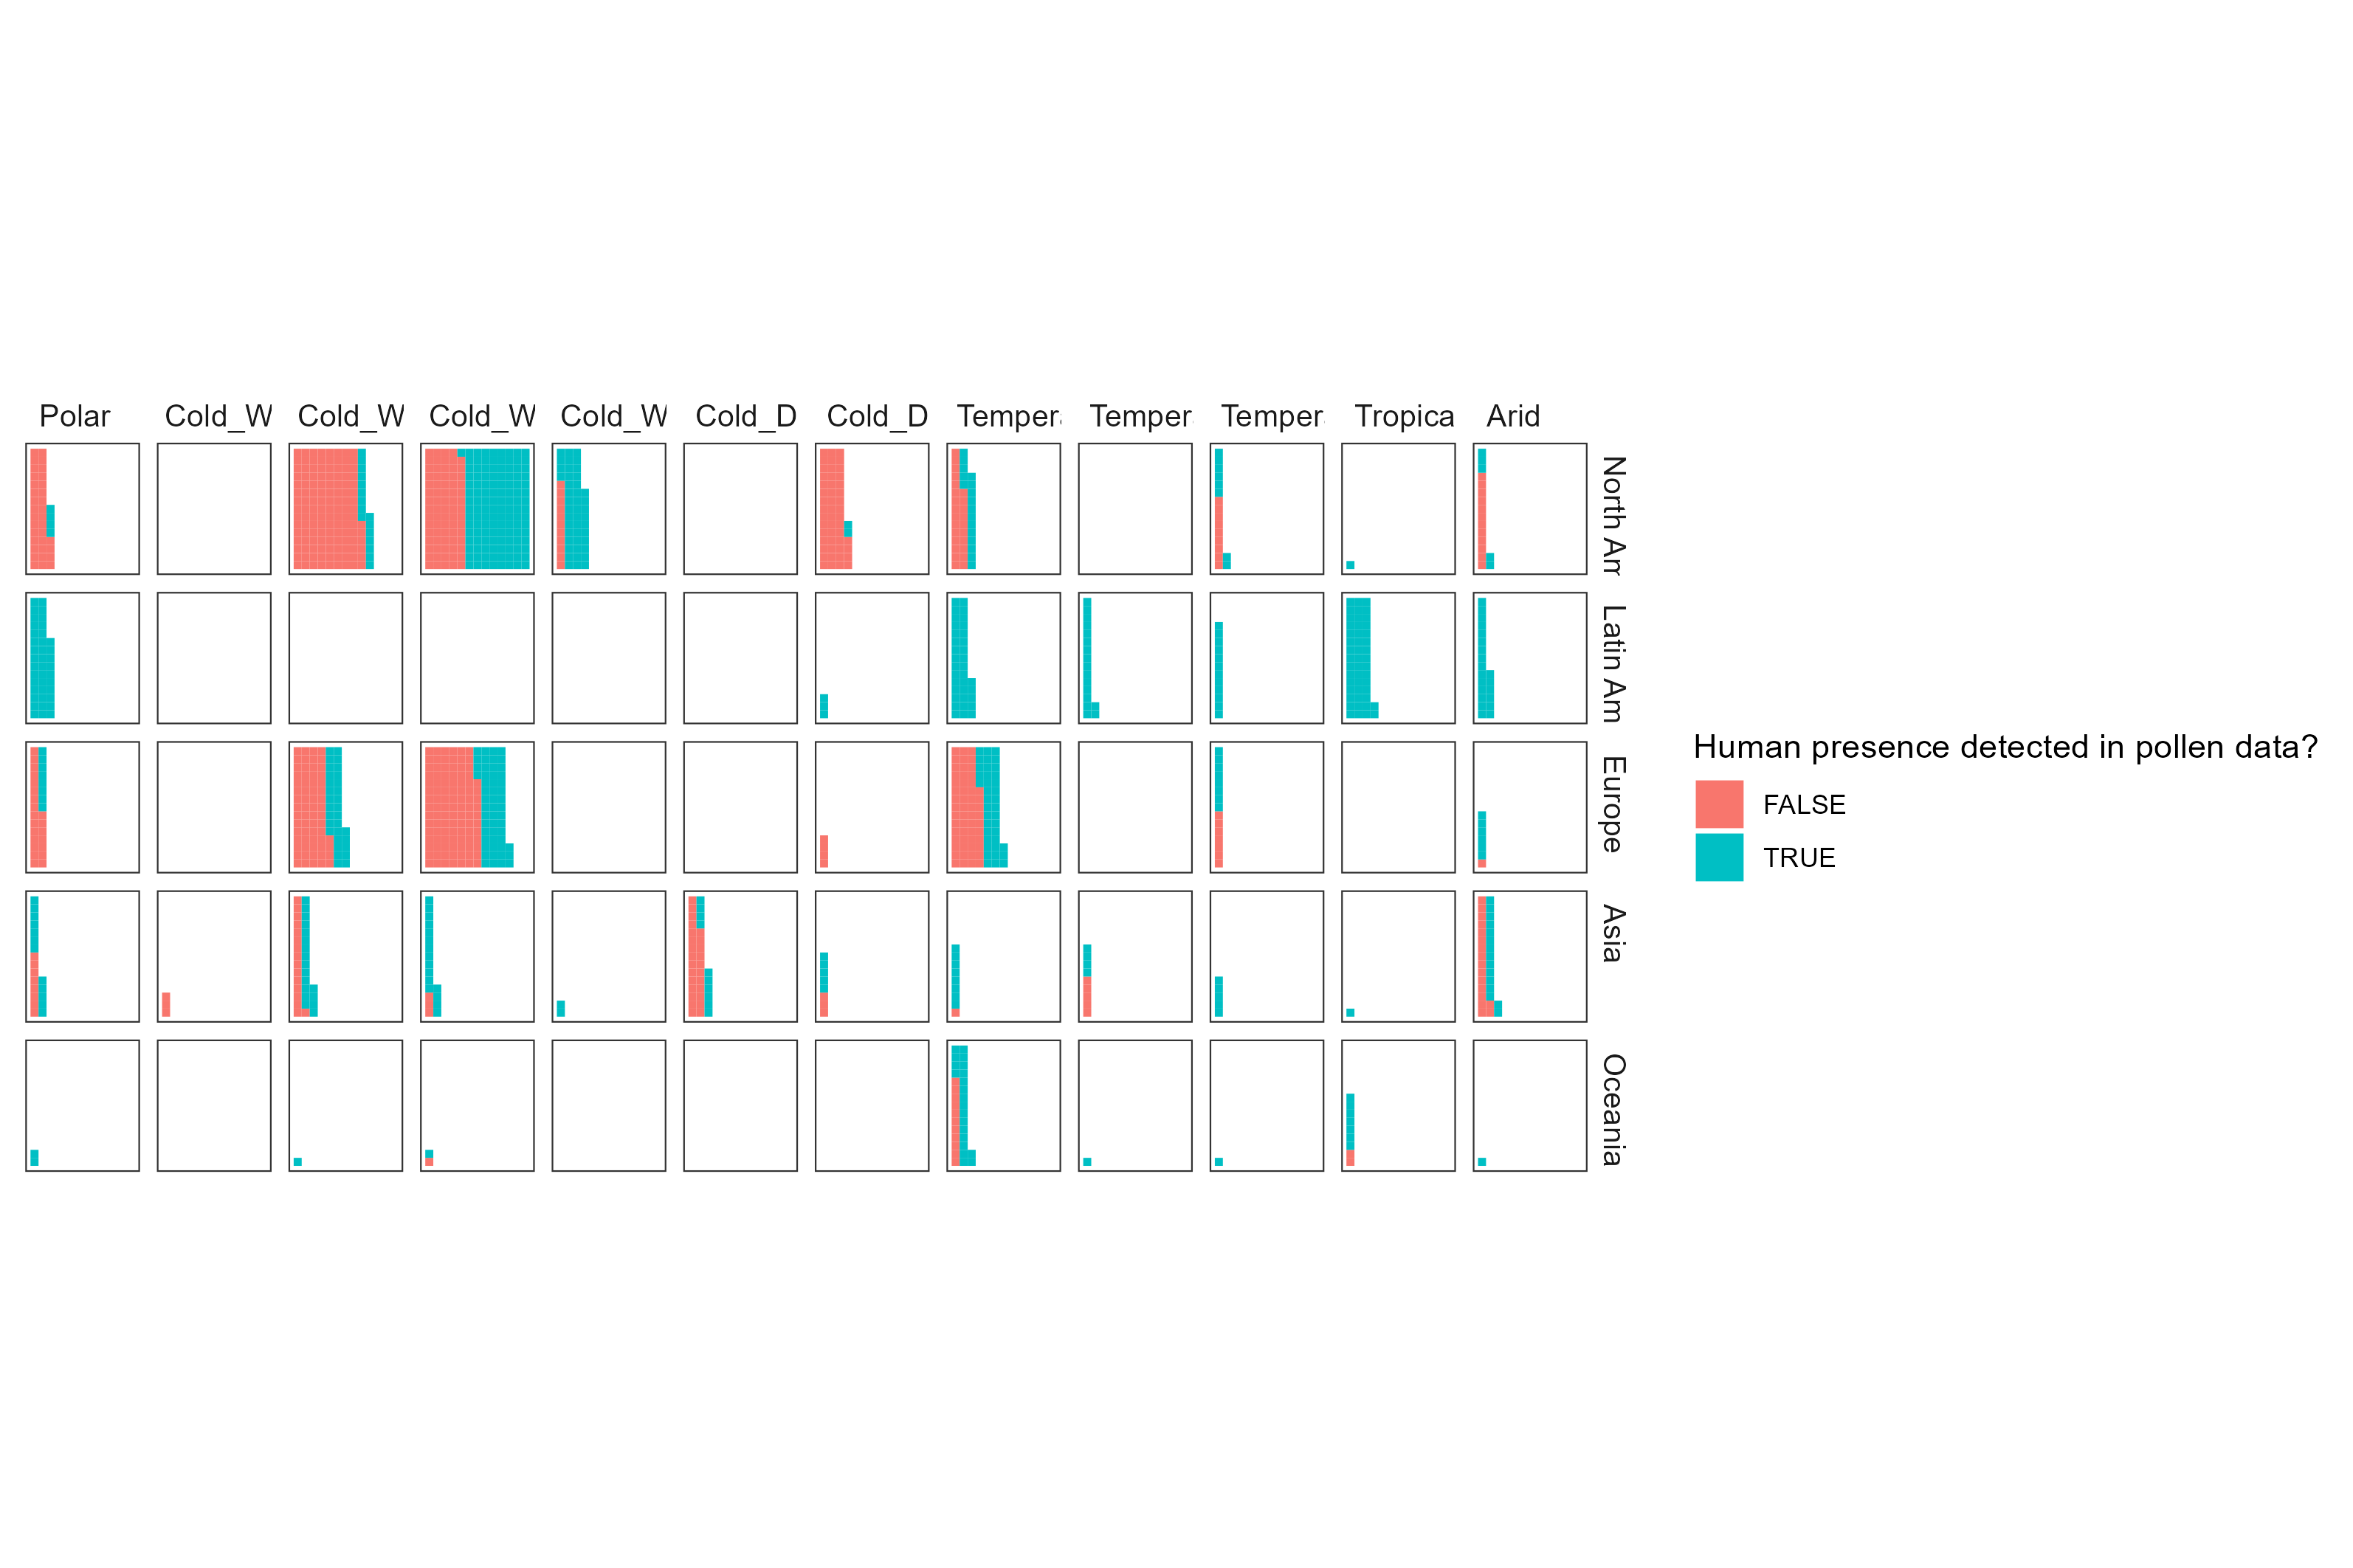 Polar Cold_W Cold_W Cold_W Cold_W Cold_D Cold_D Temper Temper Temper Tropica Arid
North Am
Latin Am
Europe
Asia
Oceania
Human presence detected in pollen data?
FALSE
TRUE